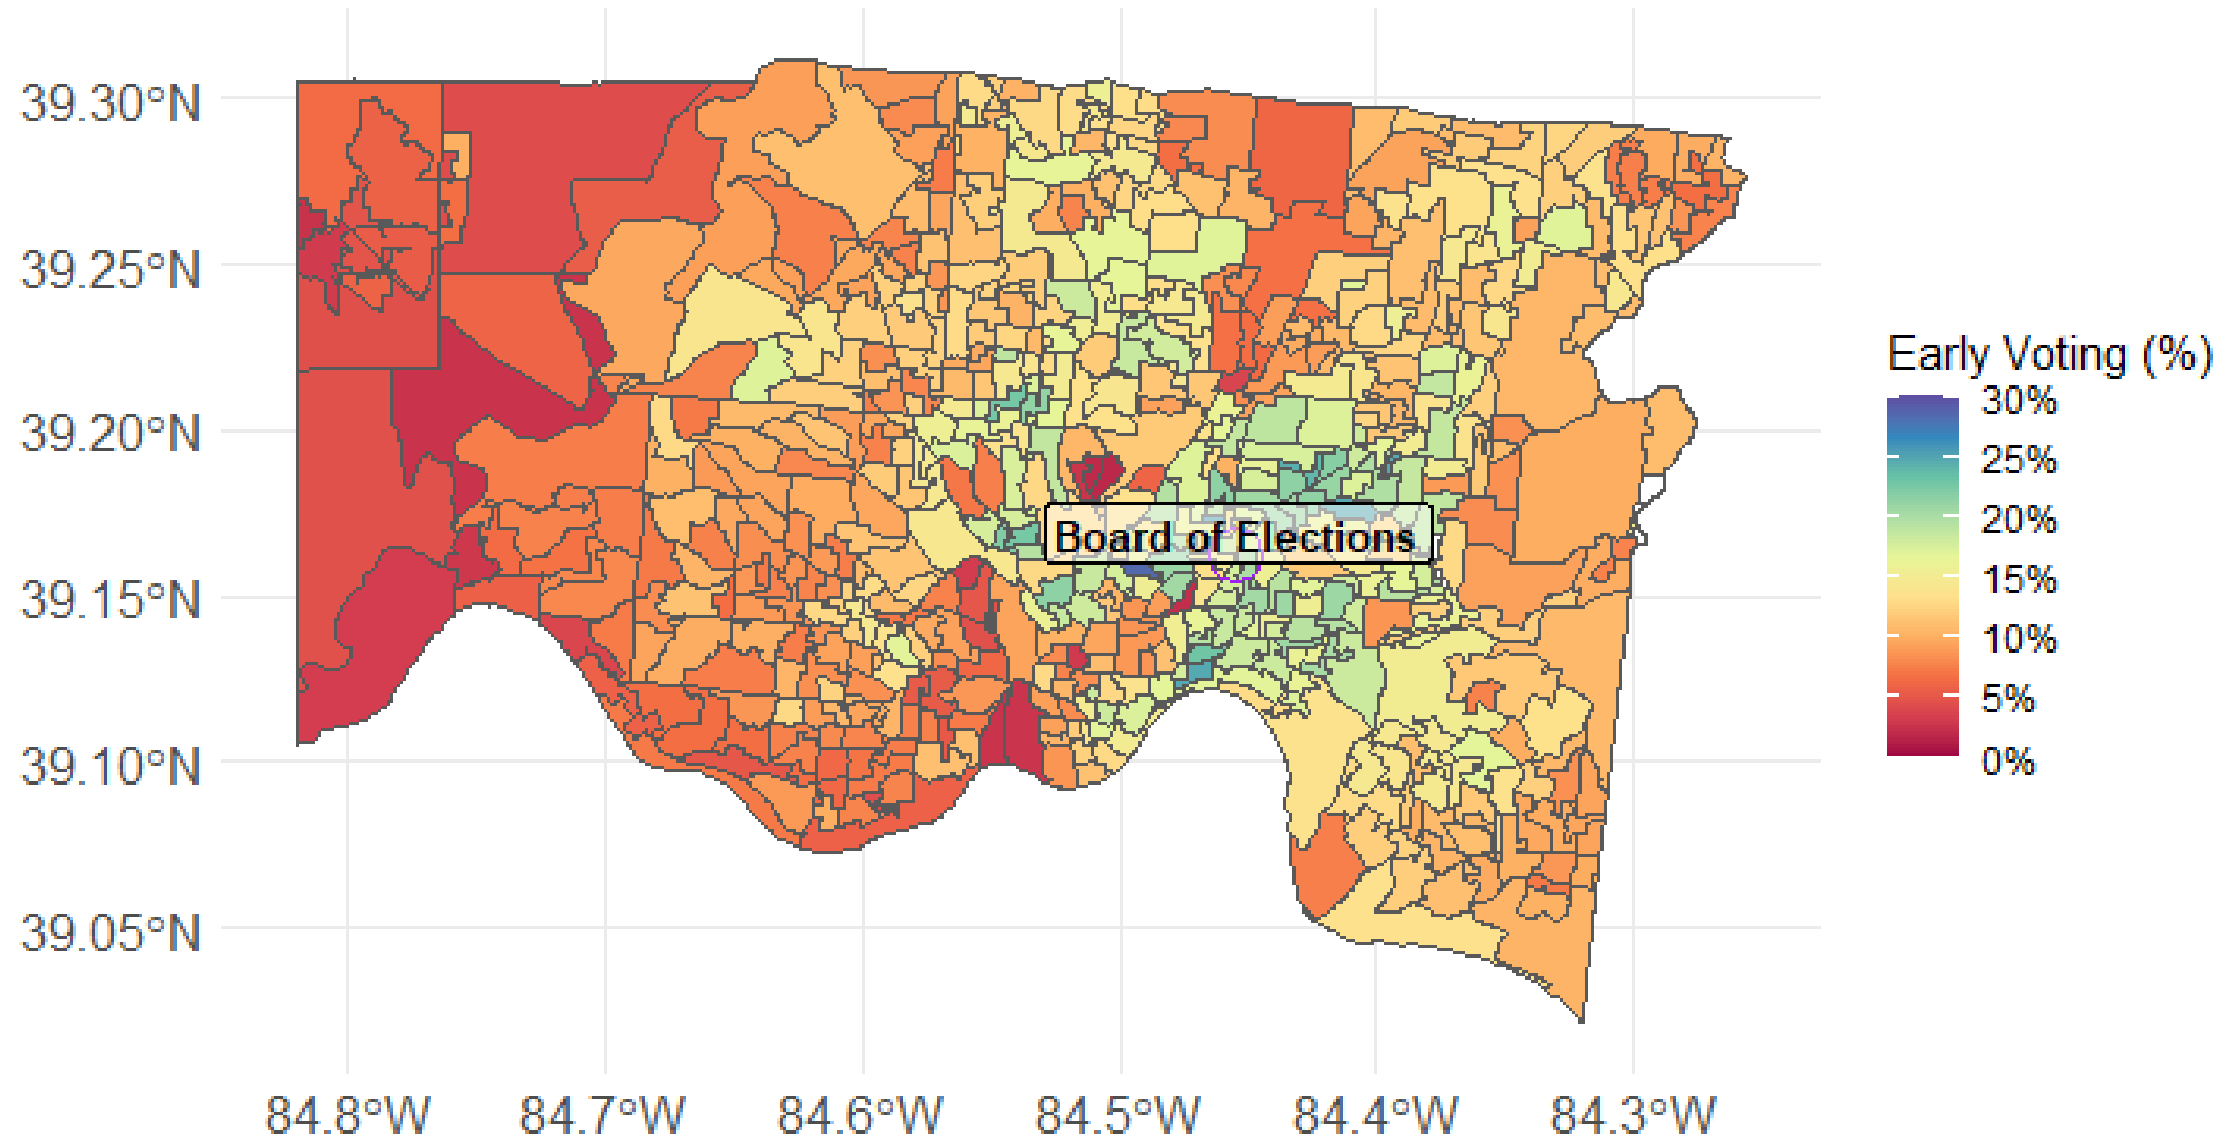 39.30°N
39.25°N
39.20°N
39.15°N
39.10°N
39.05°N
84.8°W
84.7°W
84.6°W
84.5°W
84.4°W
84.3°W
Board of Elections
Early Voting (%)
30%
25%
20%
15%
10%
5%
0%